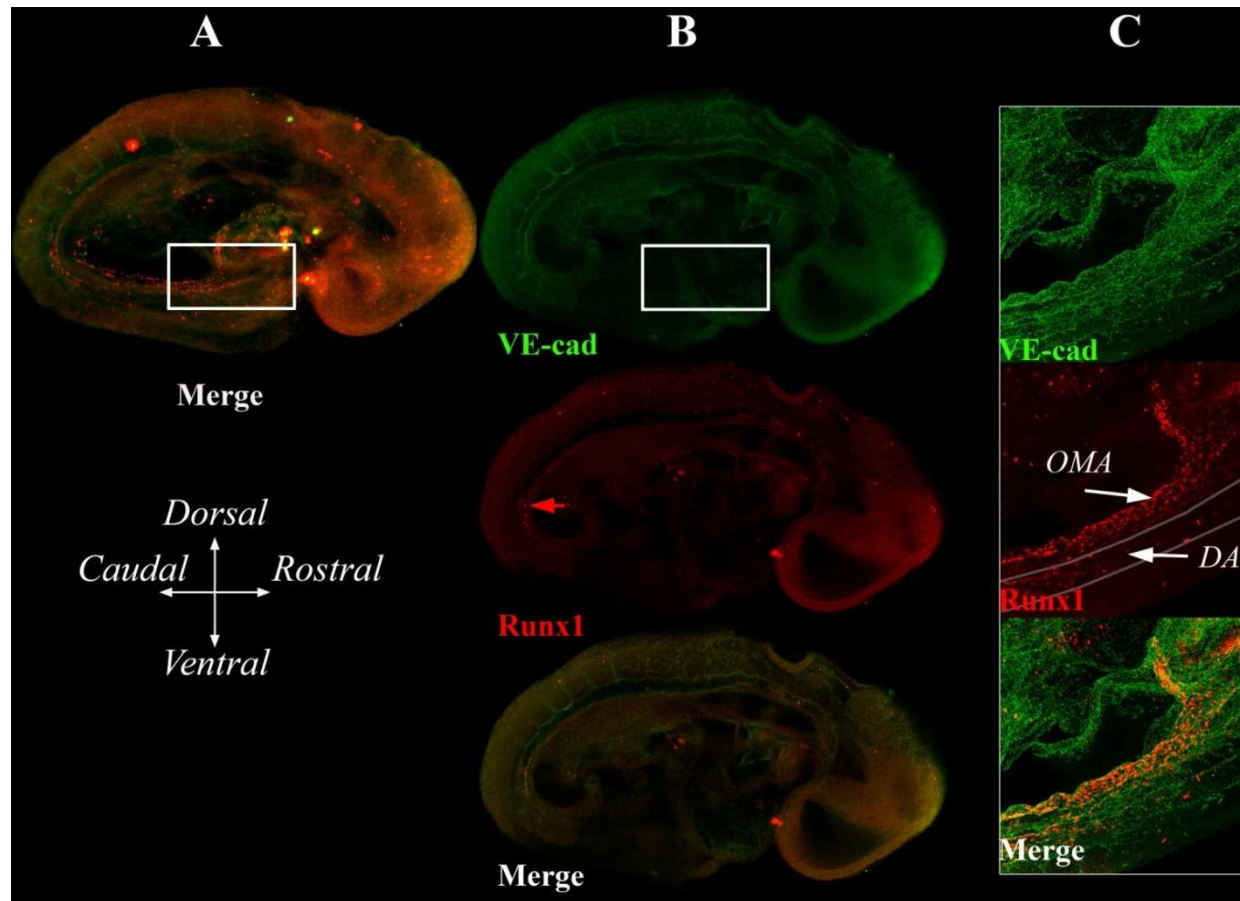 A
B
C
VE-cad
VE-cad
Merge
OMA
DA
Dorsal
Caudal
Rostral
Ventral
Runx1
Runx1
Merge
Merge